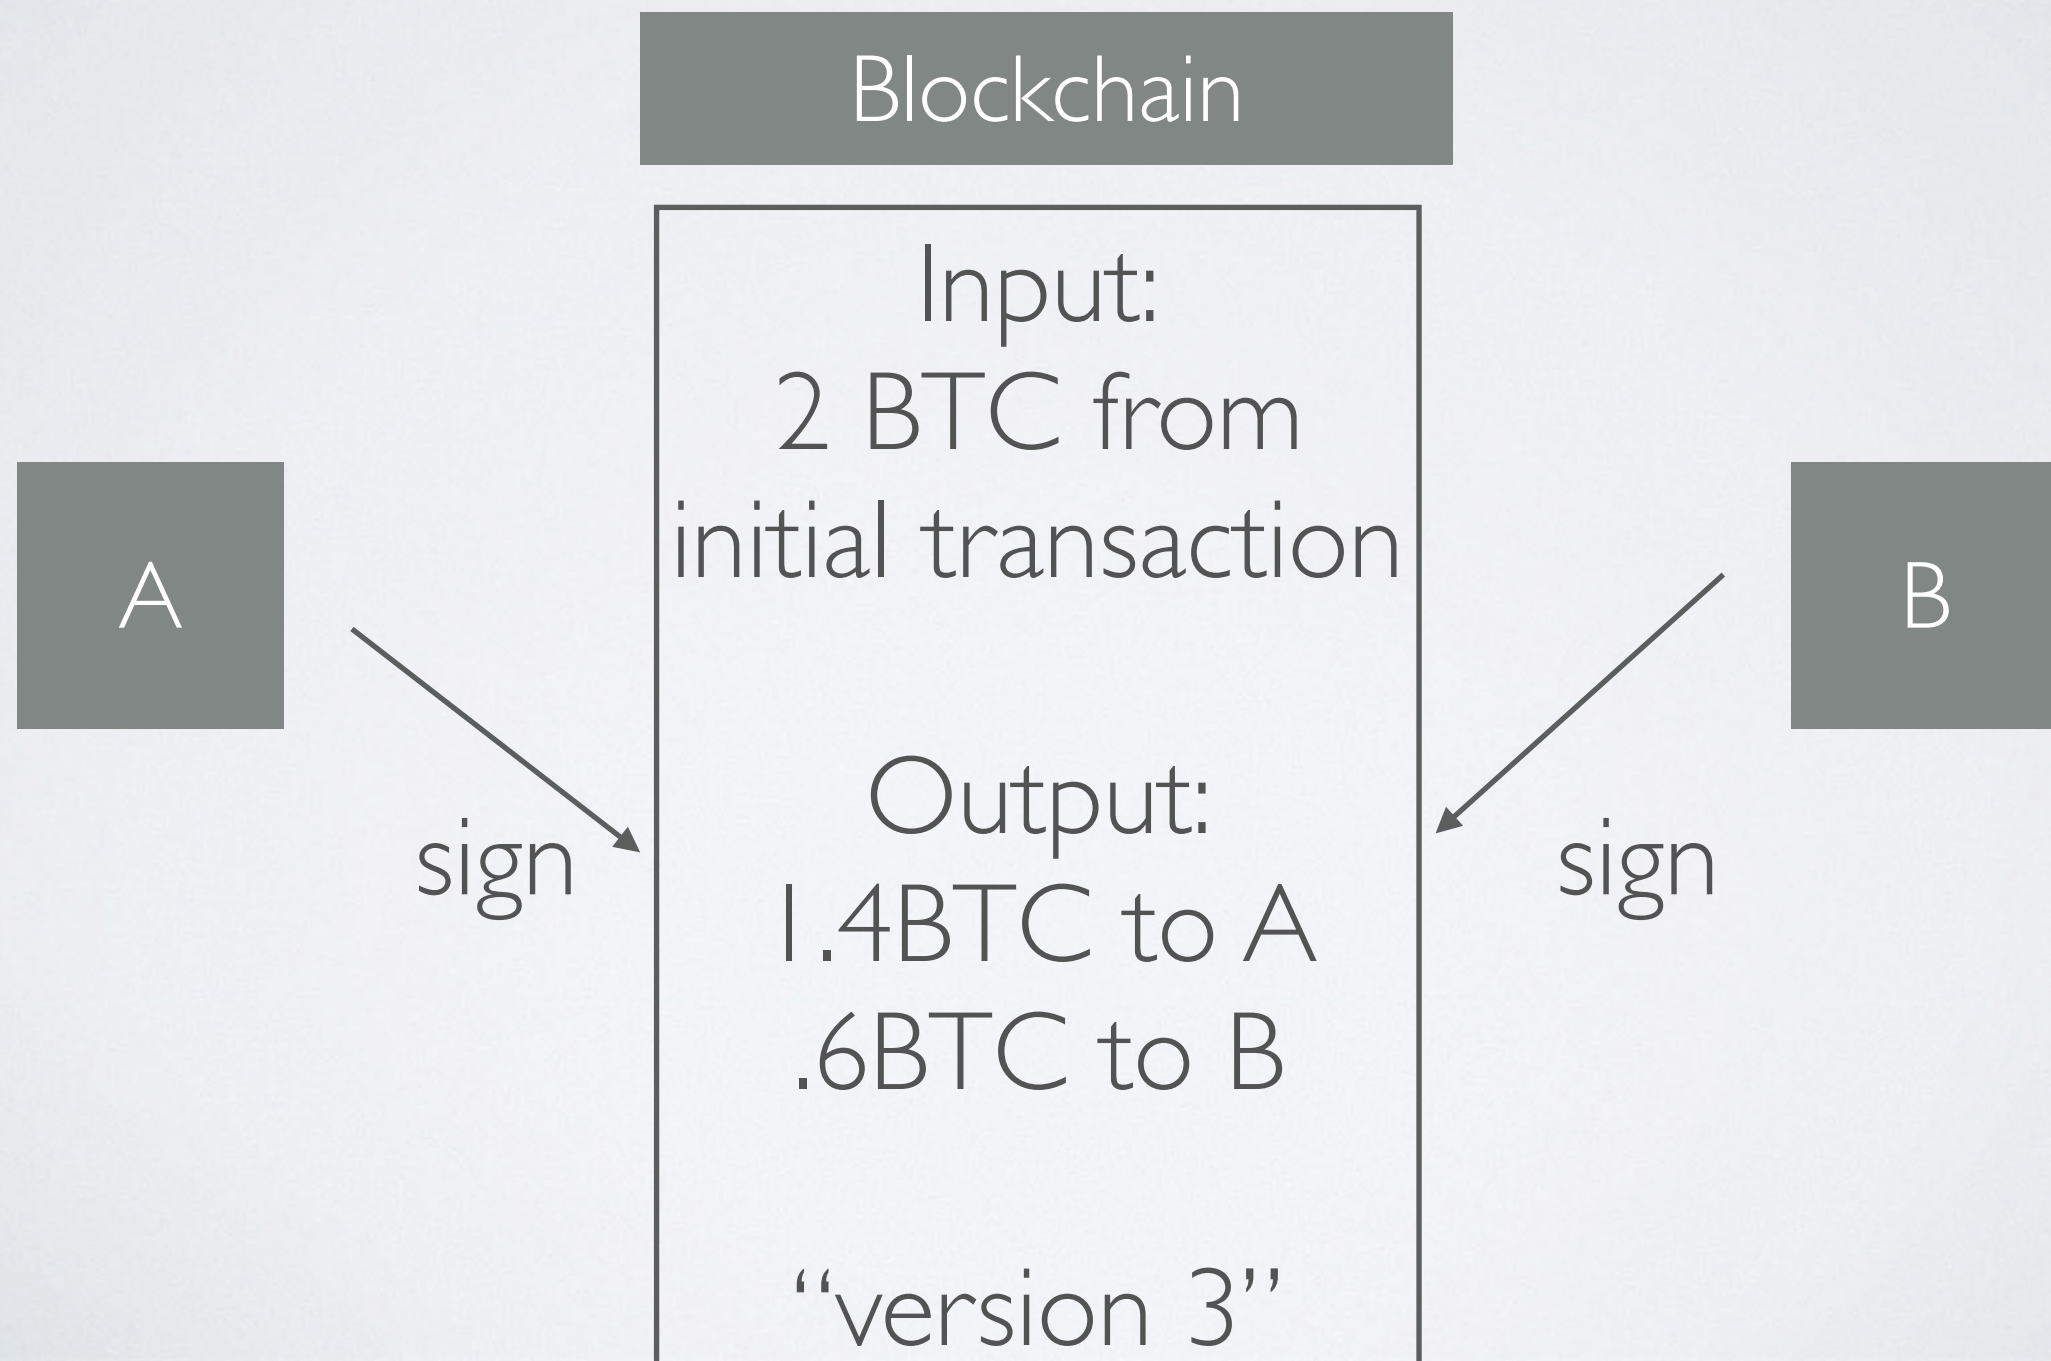 Blockchain
Input:
2 BTC from
initial transaction
A
B
sign
sign
Output:
1.4BTC to A
.6BTC to B
“version 3”